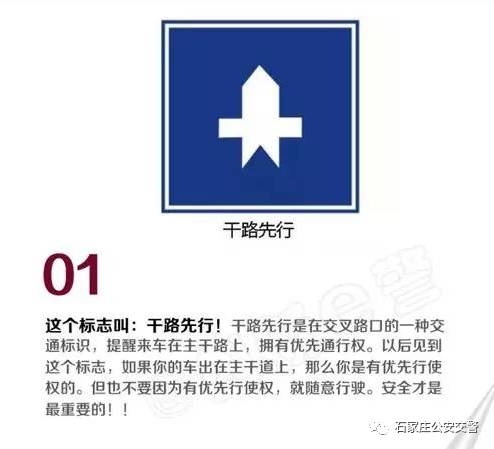 干路先行
01
这个标志叫：干路先行！干路先行是在交叉路口的一种交
通标识，提醒来车在主干路上，拥有优先通行权。以后见到
这个标志，如果你的车出在主干道上，那么你是有优先行使
权的。但也不要因为有优先行使权，就随意行驶。安全才是
最重要的！！
石家庄公安交警